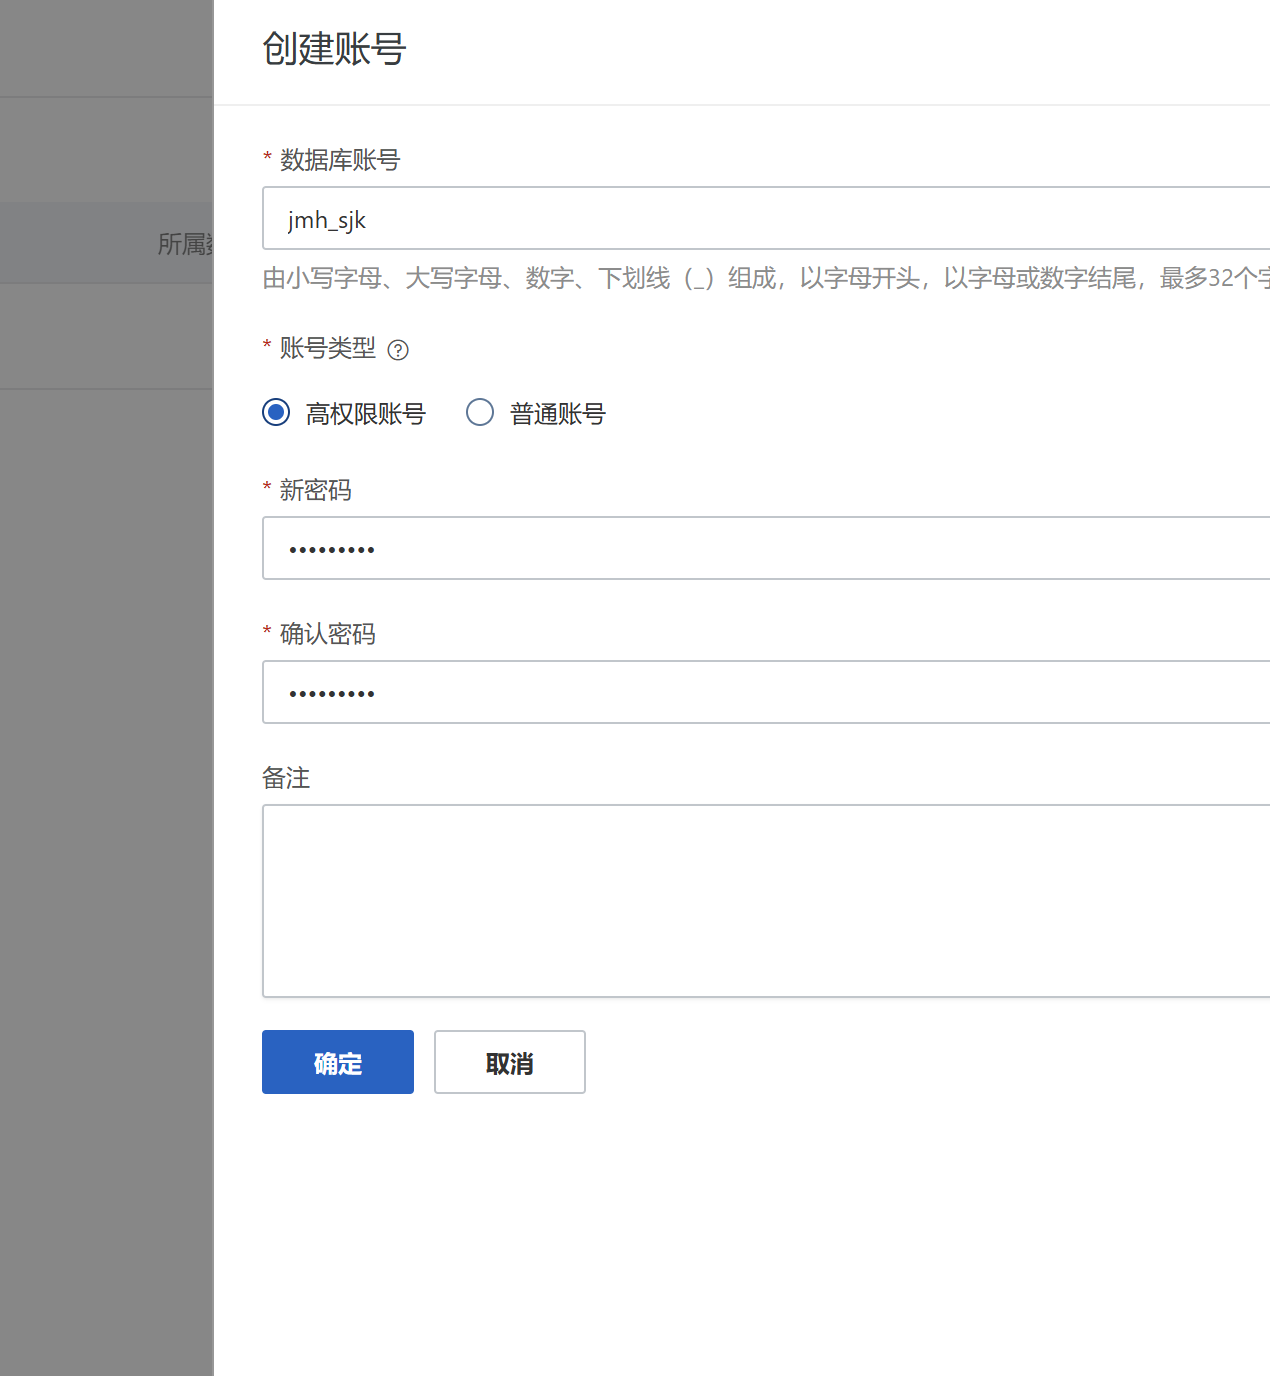 创建账号
* 数据库账号
jmh_sjk
所属
由小写字母、大写字母、数字、下划线（_）组成，以字母开头，以字母或数字结尾，最多32个
* 账号类型 ?
高权限账号 普通账号
* 新密码
•••••••••
* 确认密码
•••••••••
备注
确定 取消